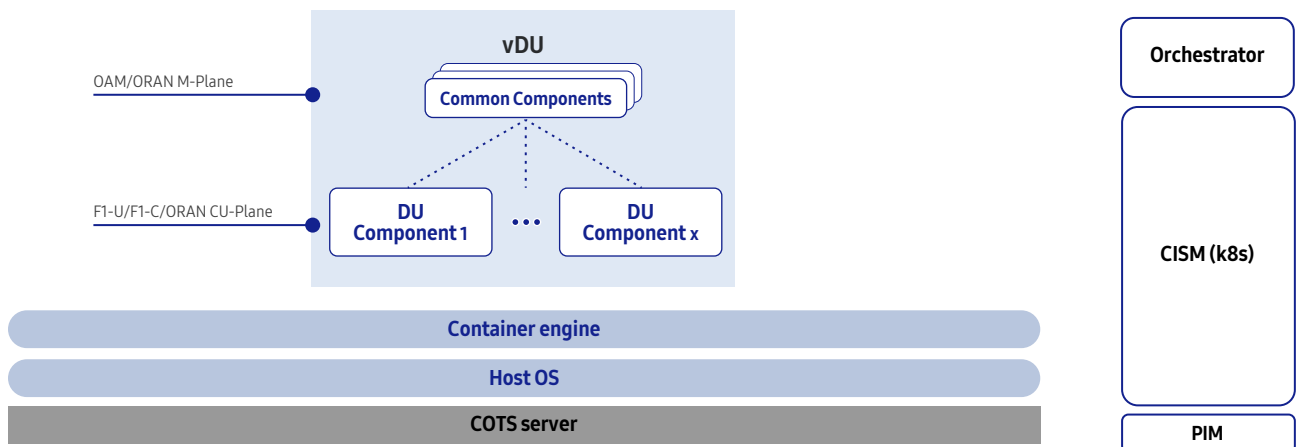 vDU
OAM/ORAN M-Plane
Common Components
F1-U/F1-C/ORAN CU-Plane
DU
Component 1
•••
DU
Component x
Container engine
Host OS
COTS server
Orchestrator
CISM (k8s)
PIM